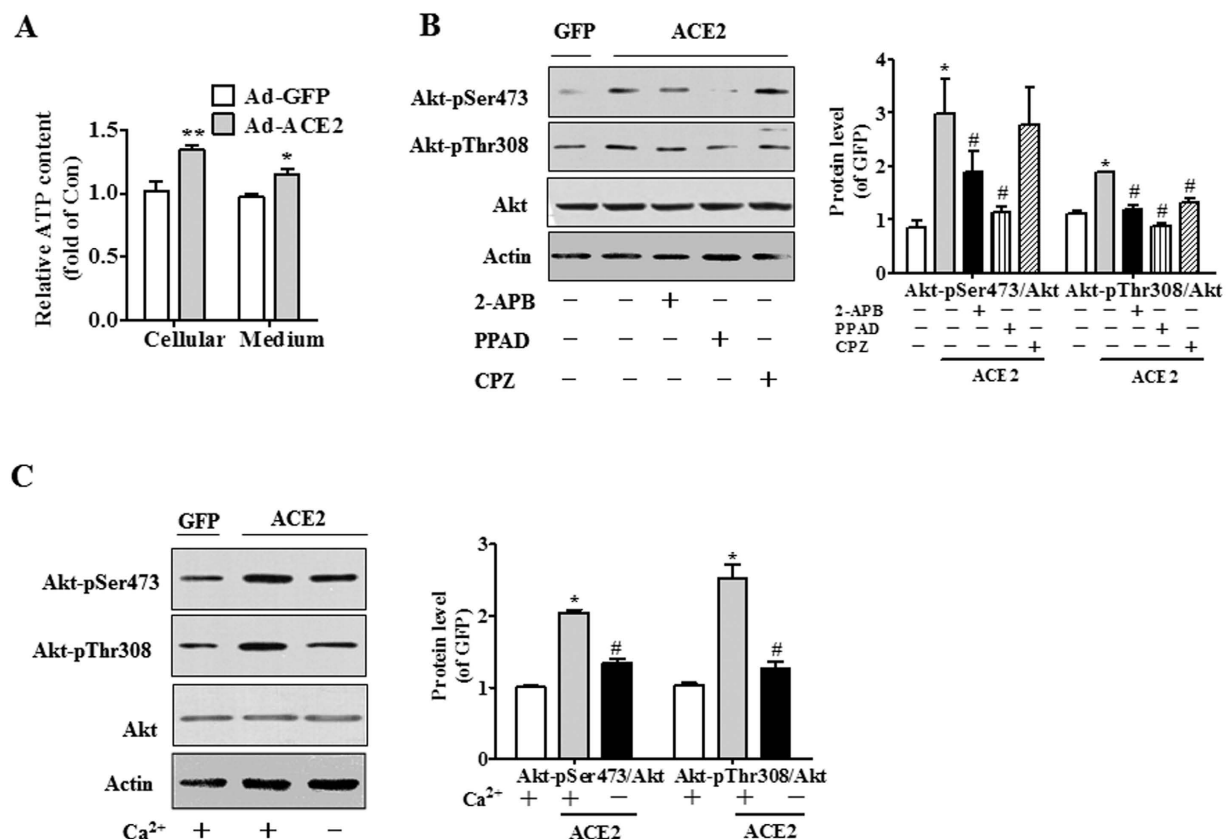 A
Ad-GFP
Ad-ACE2
Relative ATP content
(fold of Con)
1.5
1.0
0.5
0.0
**
*
Cellular Medium
B
GFP ACE2
Akt-pSer473
Akt-pThr308
Akt
Actin
2-APB − − + − −
PPAD − − − + −
CPZ − − − − +
Protein level
(of GFP)
4
3
2
1
0
* # # * # # #
Akt-pSer473/Akt Akt-pThr308/Akt
2-APB − − + − − − − + − −
PPAD − − − + − − − − + −
CPZ − − − − + − − − − +
ACE2 ACE2
C
GFP ACE2
Akt-pSer473
Akt-pThr308
Akt
Actin
Ca²⁺ + + −
Protein level
(of GFP)
3
2
1
0
* # * #
Akt-pSer473/Akt Akt-pThr308/Akt
Ca²⁺ + + − + + −
ACE2 ACE2